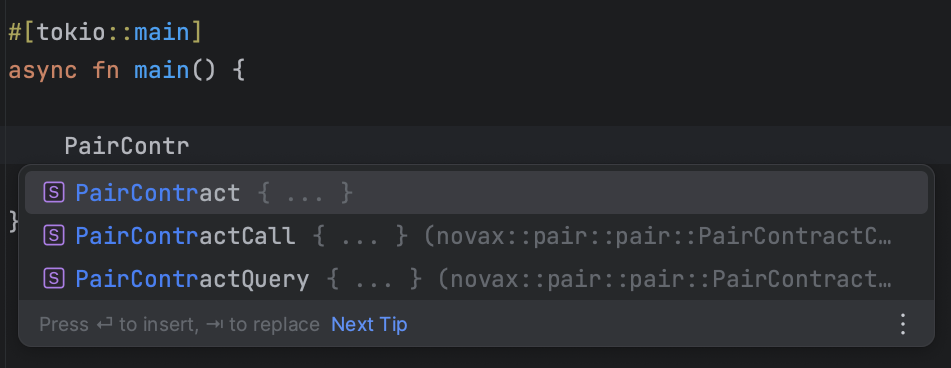 #[tokio::main]
async fn main() {
PairContr
S PairContract { ... }
S PairContractCall { ... } (novax::pair::pair::PairContractC…
S PairContractQuery { ... } (novax::pair::pair::PairContract…
}
Press ⏎ to insert, ⇥ to replace Next Tip